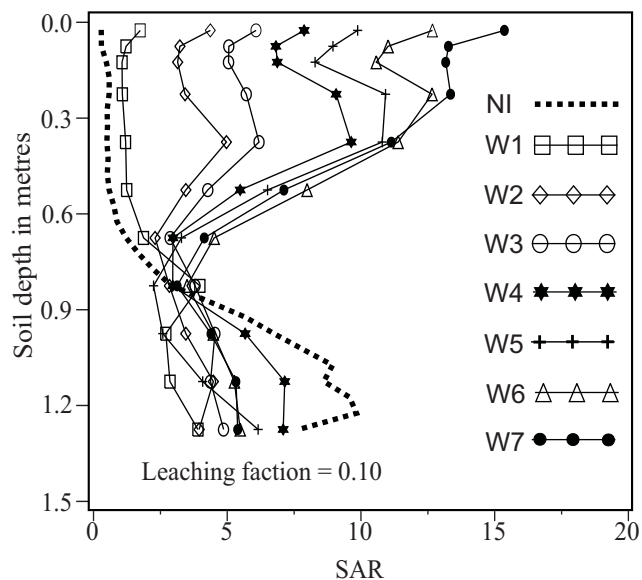 0.0
0.3
0.6
0.9
1.2
1.5
Soil depth in metres
NI
W1
W2
W3
W4
W5
W6
W7
Leaching faction = 0.10
0
5
10
15
20
SAR